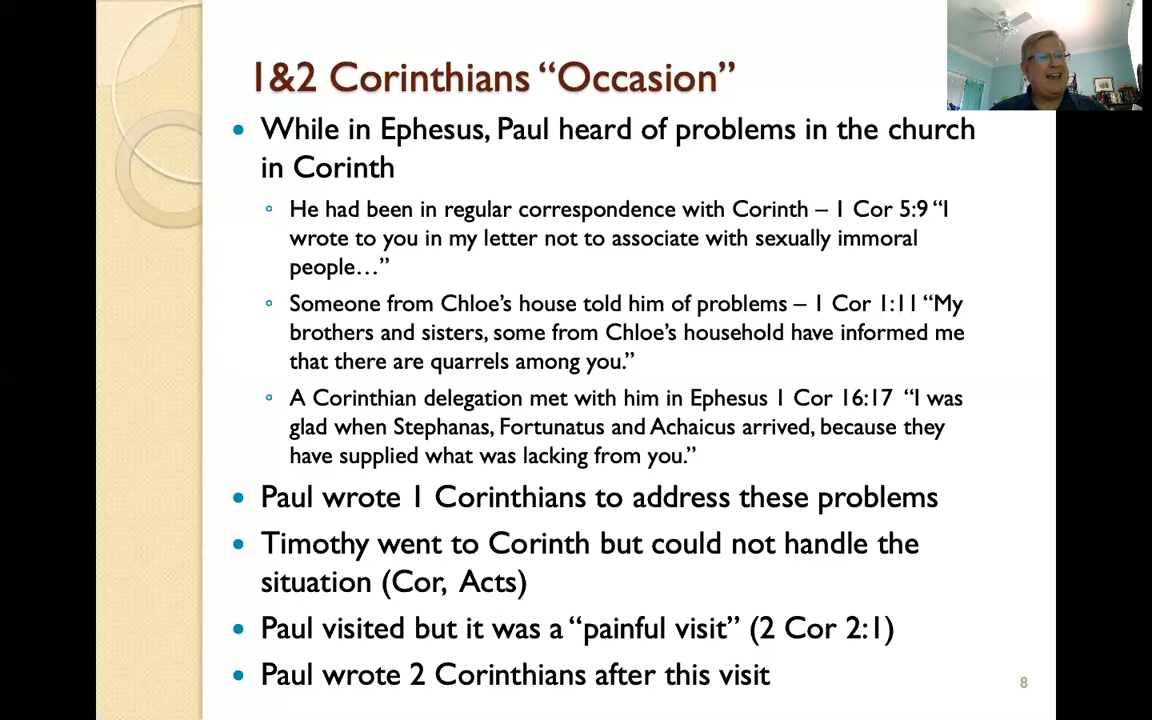 1&2 Corinthians “Occasion”
• While in Ephesus, Paul heard of problems in the church
in Corinth
◦ He had been in regular correspondence with Corinth – 1 Cor 5:9 “I
wrote to you in my letter not to associate with sexually immoral
people…”
◦ Someone from Chloe’s house told him of problems – 1 Cor 1:11 “My
brothers and sisters, some from Chloe’s household have informed me
that there are quarrels among you.”
◦ A Corinthian delegation met with him in Ephesus 1 Cor 16:17 “I was
glad when Stephanas, Fortunatus and Achaicus arrived, because they
have supplied what was lacking from you.”
• Paul wrote 1 Corinthians to address these problems
• Timothy went to Corinth but could not handle the
situation (Cor, Acts)
• Paul visited but it was a “painful visit” (2 Cor 2:1)
• Paul wrote 2 Corinthians after this visit
8